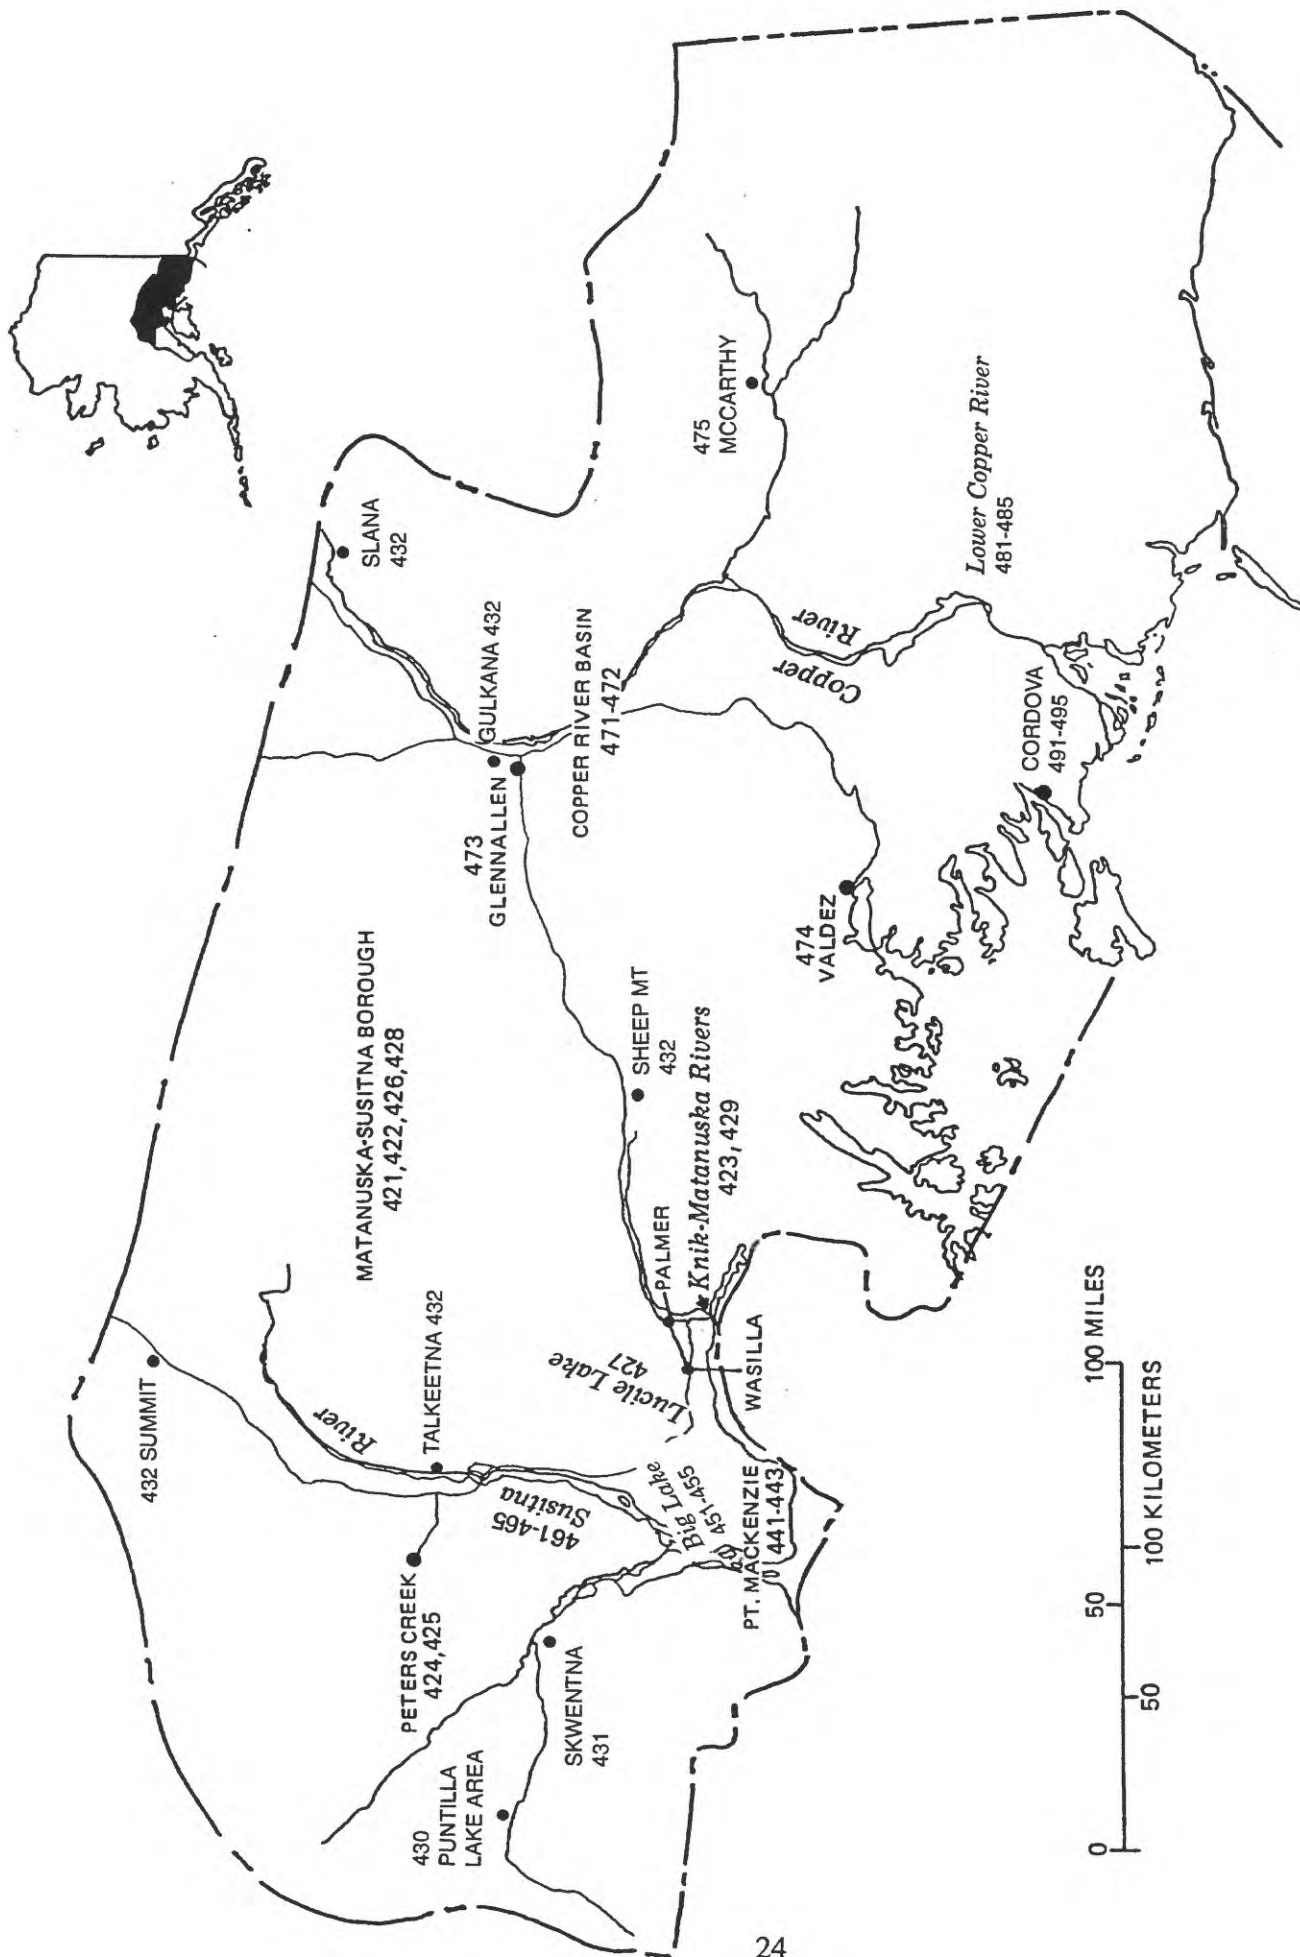 432 SUMMIT
River
TALKEETNA 432
PETERS CREEK
424,425
461-465
Susitna
430
PUNTILLA
LAKE AREA
SKWENTNA
431
Big Lake
451-455
PT. MACKENZIE
441-443
Lucile Lake
427
WASILLA
PALMER
Knik-Matanuska Rivers
423, 429
SHEEP MT
432
MATANUSKA-SUSITNA BOROUGH
421,422,426,428
473
GLENNALLEN
GULKANA 432
SLANA
432
COPPER RIVER BASIN
471-472
475
MCCARTHY
474
VALDEZ
Copper
River
Lower Copper River
481-485
CORDOVA
491-495
0
50
100 MILES
50
100 KILOMETERS
24